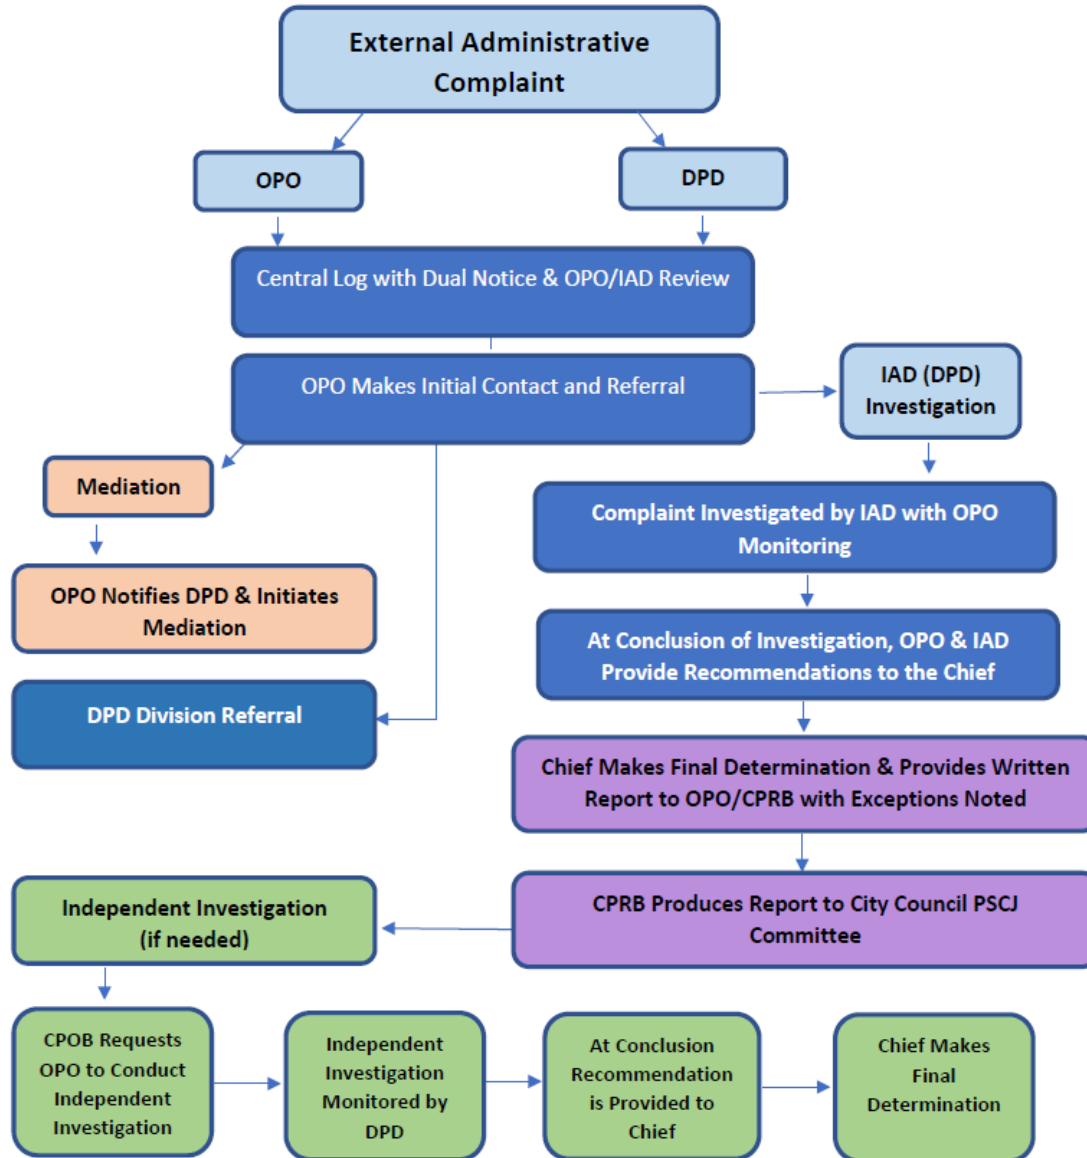 External Administrative
Complaint
OPO
DPD
Central Log with Dual Notice & OPO/IAD Review
OPO Makes Initial Contact and Referral
IAD (DPD)
Investigation
Mediation
Complaint Investigated by IAD with OPO
Monitoring
OPO Notifies DPD & Initiates
Mediation
At Conclusion of Investigation, OPO & IAD
Provide Recommendations to the Chief
DPD Division Referral
Chief Makes Final Determination & Provides Written
Report to OPO/CPRB with Exceptions Noted
Independent Investigation
(if needed)
CPRB Produces Report to City Council PSCJ
Committee
CPOB Requests
OPO to Conduct
Independent
Investigation
Independent
Investigation
Monitored by
DPD
At Conclusion
Recommendation
is Provided to
Chief
Chief Makes
Final
Determination